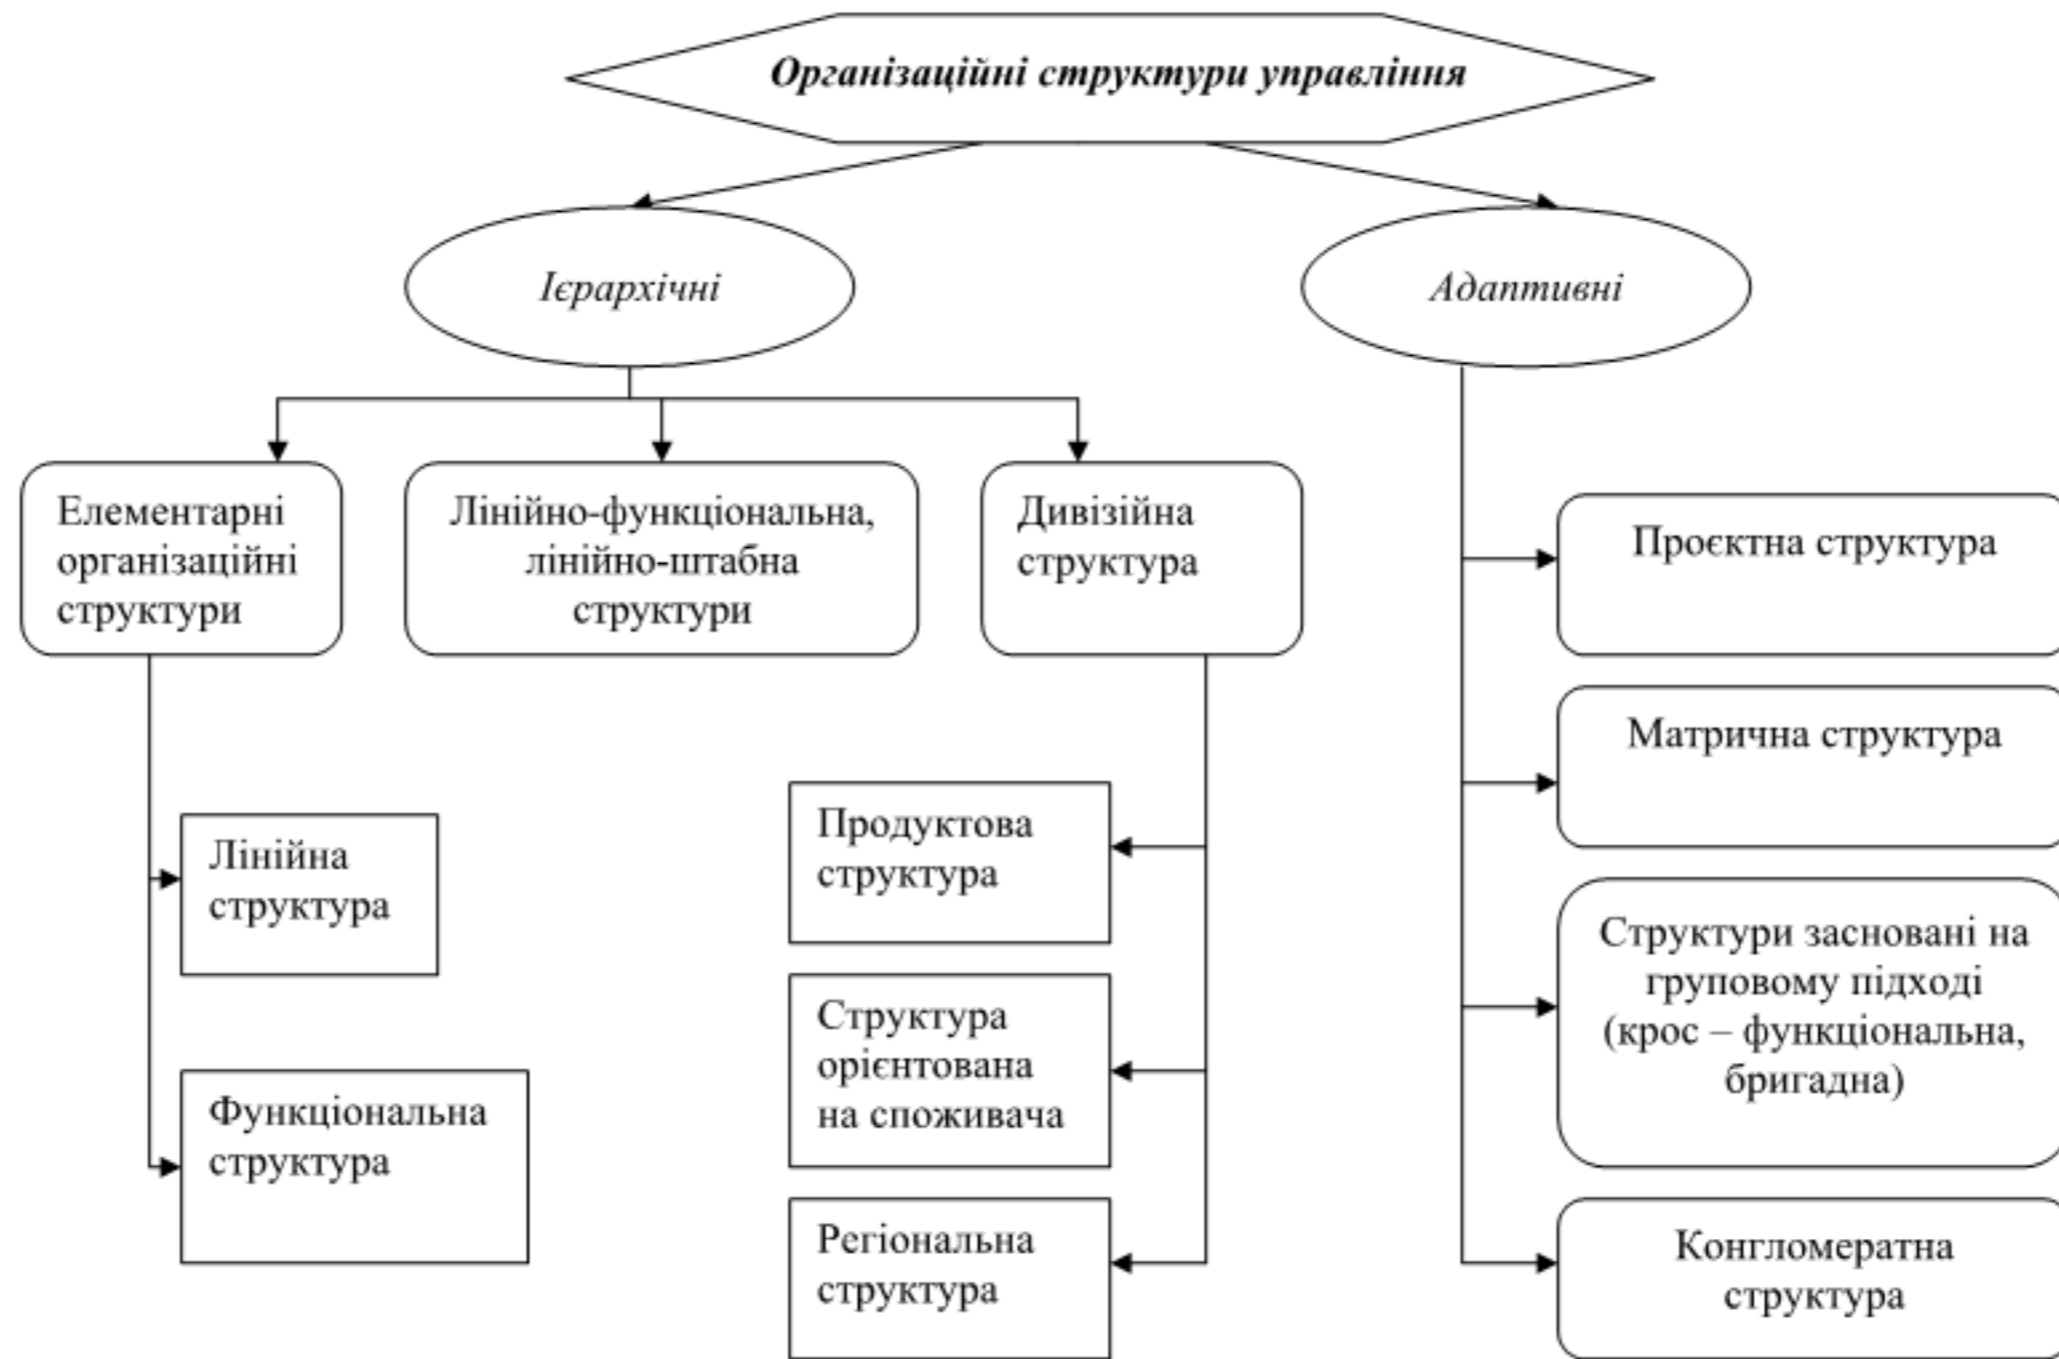 Організаційні структури управління
Ієрархічні
Адаптивні
Елементарні
організаційні
структури
Лінійно-функціональна,
лінійно-штабна
структури
Дивізійна
структура
Проєктна структура
Матрична структура
Лінійна
структура
Функціональна
структура
Продуктова
структура
Структура
орієнтована
на споживача
Регіональна
структура
Структури засновані на
груповому підході
(крос – функціональна,
бригадна)
Конгломератна
структура